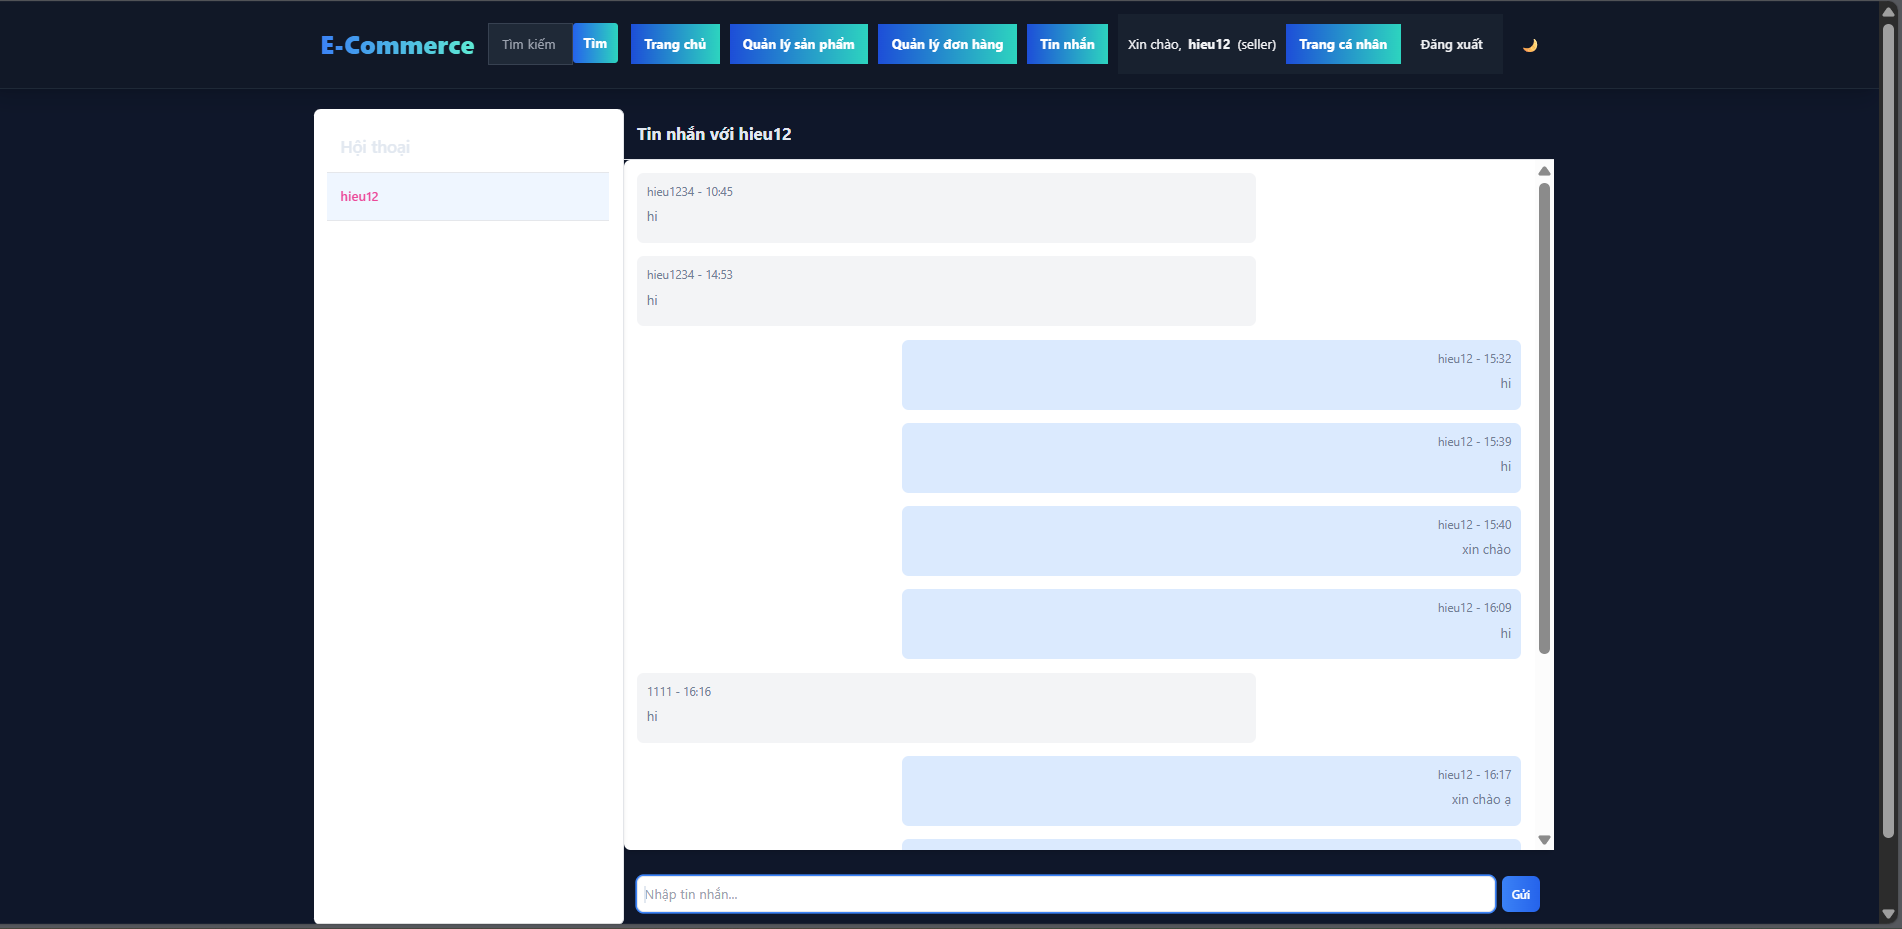 E-Commerce
Tìm kiếm
Tìm
Trang chủ
Quản lý sản phẩm
Quản lý đơn hàng
Tin nhắn
Xin chào, hieu12 (seller)
Trang cá nhân
Đăng xuất
Hội thoại
hieu12
Tin nhắn với hieu12
hieu1234 - 10:45
hi
hieu1234 - 14:53
hi
hieu12 - 15:32
hi
hieu12 - 15:39
hi
hieu12 - 15:40
xin chào
hieu12 - 16:09
hi
1111 - 16:16
hi
hieu12 - 16:17
xin chào ạ
Nhập tin nhắn...
Gửi